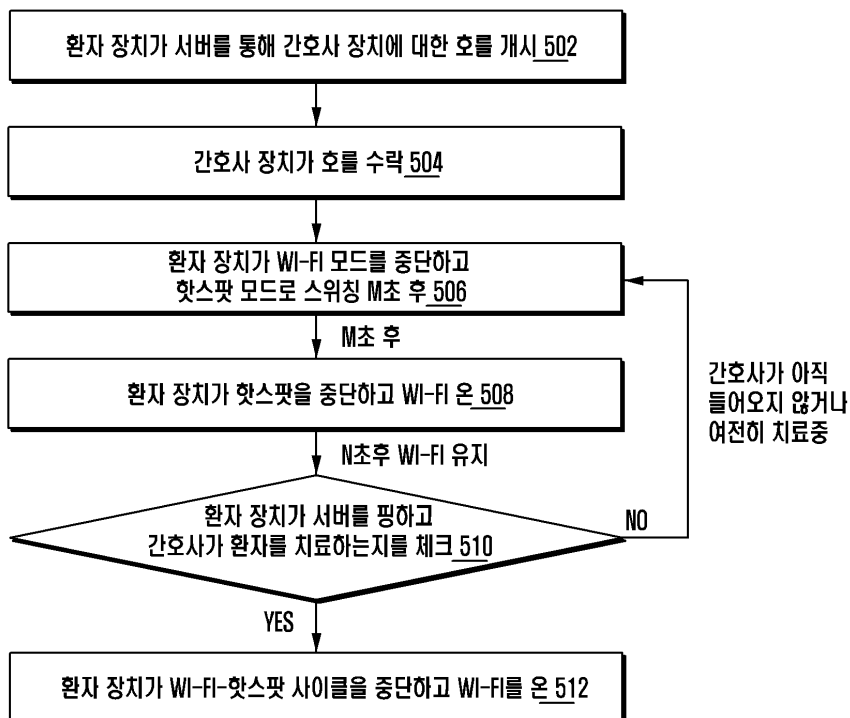 환자 장치가 서버를 통해 간호사 장치에 대한 호를 개시 502
간호사 장치가 호를 수락 504
환자 장치가 WI-FI 모드를 중단하고
핫스팟 모드로 스위칭 M초 후 506
M초 후
환자 장치가 핫스팟을 중단하고 WI-FI 온 508
N초후 WI-FI 유지
간호사가 아직
들어오지 않거나
여전히 치료중
환자 장치가 서버를 핑하고
간호사가 환자를 치료하는지를 체크 510
NO
YES
환자 장치가 WI-FI-핫스팟 사이클을 중단하고 WI-FI를 온 512